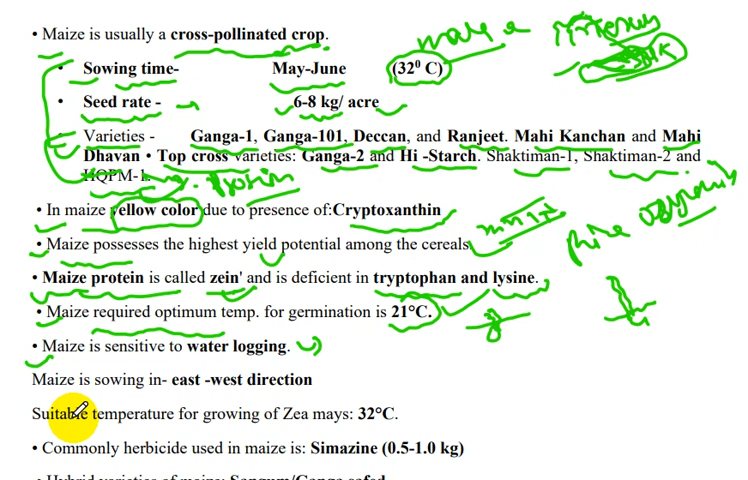 • Maize is usually a cross-pollinated crop.
• Sowing time- May-June (32⁰ C)
• Seed rate - 6-8 kg/ acre
• Varieties - Ganga-1, Ganga-101, Deccan, and Ranjeet. Mahi Kanchan and Mahi
Dhavan • Top cross varieties: Ganga-2 and Hi -Starch. Shaktiman-1, Shaktiman-2 and
HQPM-1.
• In maize yellow color due to presence of:Cryptoxanthin
• Maize possesses the highest yield potential among the cereals
• Maize protein is called zein' and is deficient in tryptophan and lysine.
• Maize required optimum temp. for germination is 21°C.
• Maize is sensitive to water logging.
Maize is sowing in- east -west direction
Suitable temperature for growing of Zea mays: 32°C.
• Commonly herbicide used in maize is: Simazine (0.5-1.0 kg)